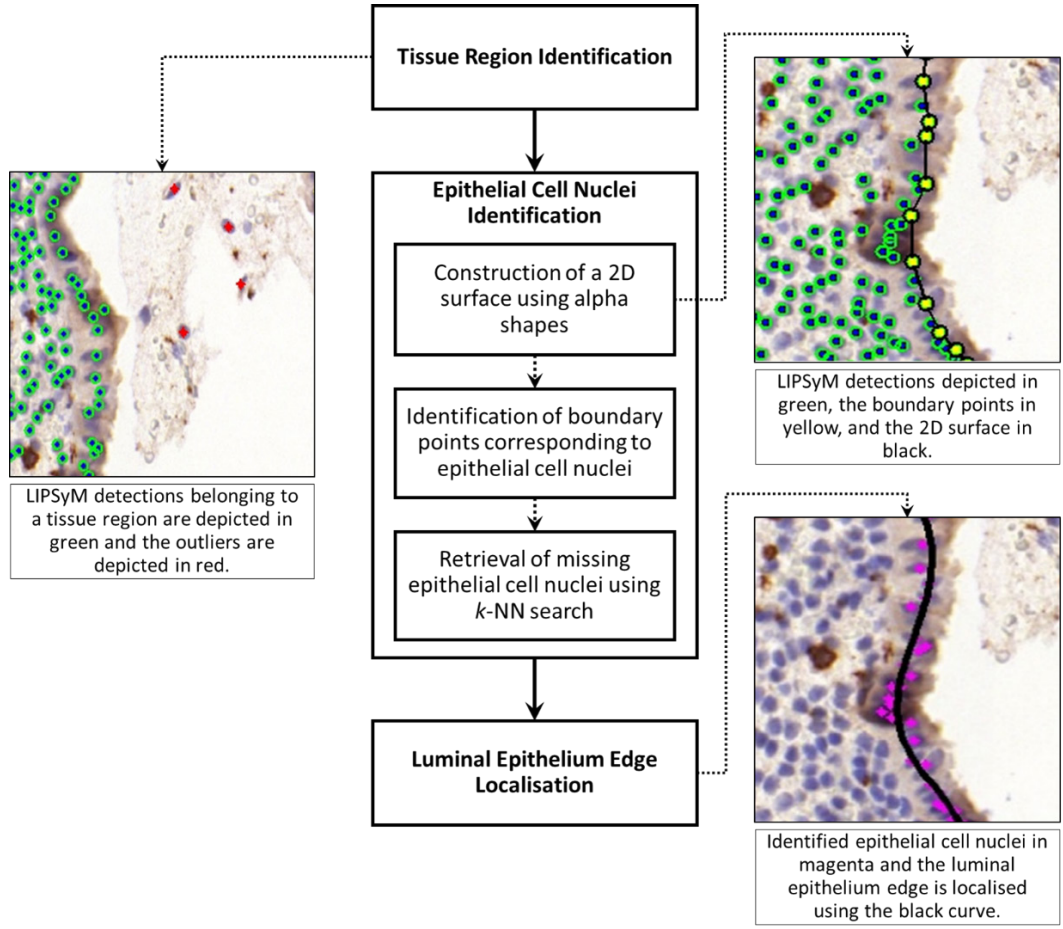 Tissue Region Identification
Epithelial Cell Nuclei
Identification
Construction of a 2D
surface using alpha
shapes
Identification of boundary
points corresponding to
epithelial cell nuclei
Retrieval of missing
epithelial cell nuclei using
k-NN search
Luminal Epithelium Edge
Localisation
LIPSyM detections belonging to
a tissue region are depicted in
green and the outliers are
depicted in red.
LIPSyM detections depicted in
green, the boundary points in
yellow, and the 2D surface in
black.
Identified epithelial cell nuclei in
magenta and the luminal
epithelium edge is localised
using the black curve.